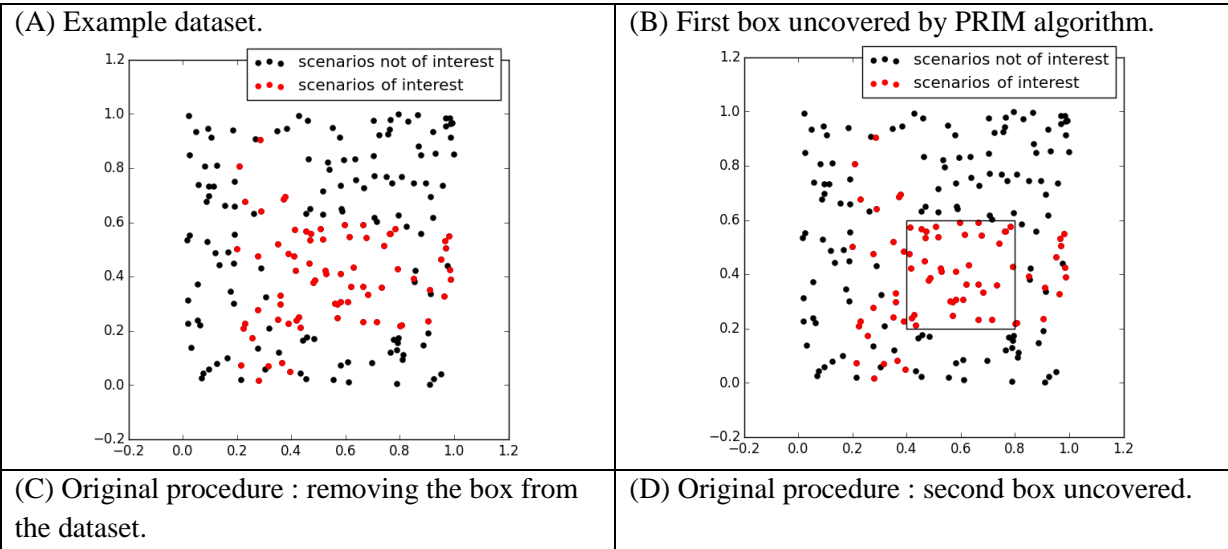 (A) Example dataset.
scenarios not of interest
scenarios of interest
1.2
1.0
0.8
0.6
0.4
0.2
0.0
−0.2
−0.2 0.0 0.2 0.4 0.6 0.8 1.0 1.2
(B) First box uncovered by PRIM algorithm.
scenarios not of interest
scenarios of interest
1.2
1.0
0.8
0.6
0.4
0.2
0.0
−0.2
−0.2 0.0 0.2 0.4 0.6 0.8 1.0 1.2
(C) Original procedure : removing the box from
the dataset.
(D) Original procedure : second box uncovered.